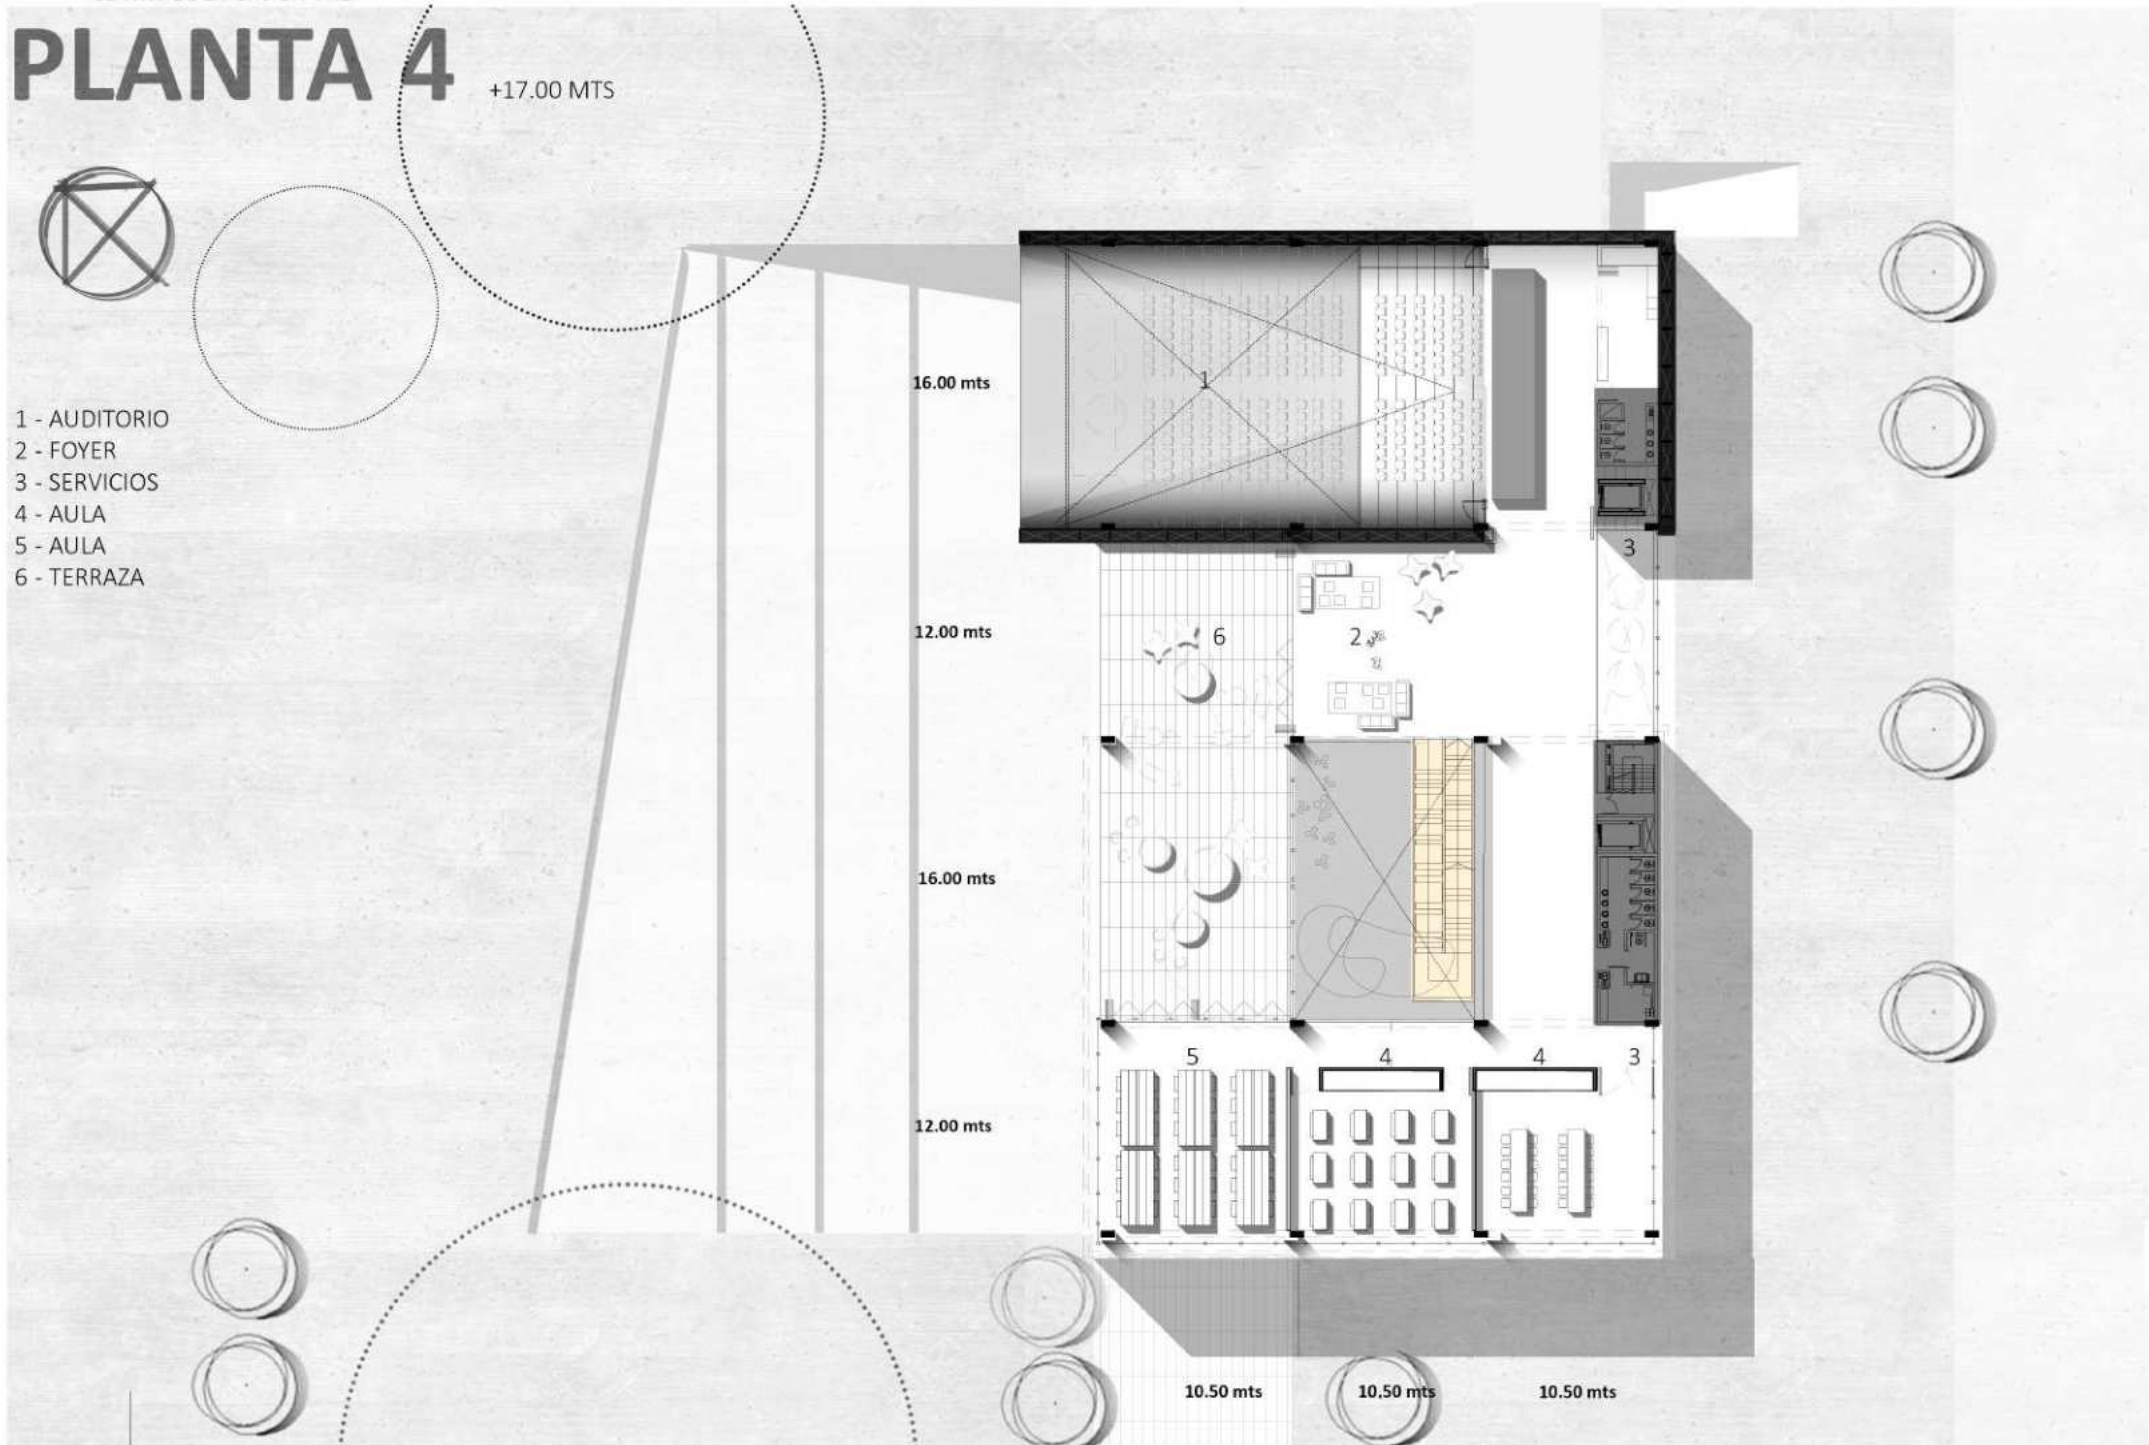 PLANTA 4
+17.00 MTS
1 - AUDITORIO
2 - FOYER
3 - SERVICIOS
4 - AULA
5 - AULA
6 - TERRAZA
16.00 mts
1
3
12.00 mts
6
2
16.00 mts
5
4
4
3
12.00 mts
10.50 mts
10,50 mts
10.50 mts